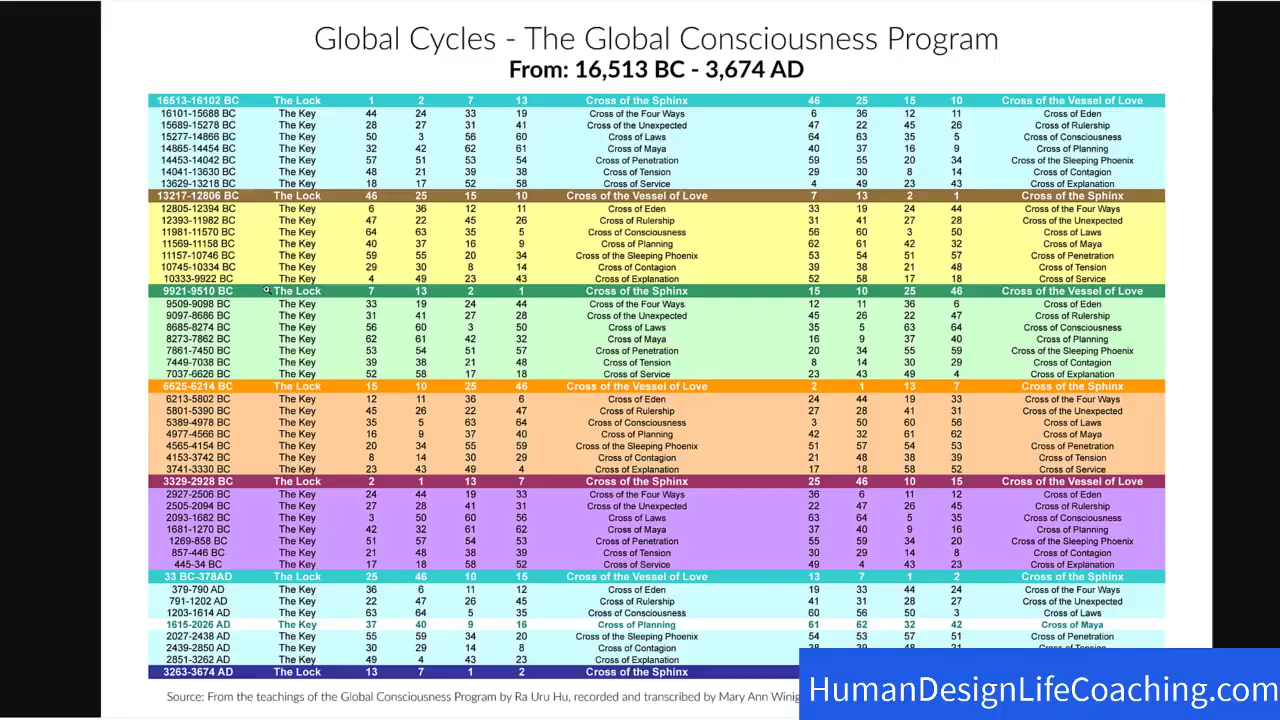 Global Cycles - The Global Consciousness Program
From: 16,513 BC - 3,674 AD
16513-16102 BC The Lock 1 2 7 13 Cross of the Sphinx 46 25 15 10 Cross of the Vessel of Love
16101-15688 BC The Key 44 24 33 19 Cross of the Four Ways 6 36 12 11 Cross of Eden
15689-15278 BC The Key 28 27 31 41 Cross of the Unexpected 47 22 45 26 Cross of Rulership
15277-14866 BC The Key 50 3 56 60 Cross of Laws 64 63 35 5 Cross of Consciousness
14865-14454 BC The Key 32 42 62 61 Cross of Maya 40 37 16 9 Cross of Planning
14453-14042 BC The Key 57 51 53 54 Cross of Penetration 59 55 20 34 Cross of the Sleeping Phoenix
14041-13630 BC The Key 48 21 39 38 Cross of Tension 29 30 8 14 Cross of Contagion
13629-13218 BC The Key 18 17 52 58 Cross of Service 4 49 23 43 Cross of Explanation
13217-12806 BC The Lock 46 25 15 10 Cross of the Vessel of Love 7 13 2 1 Cross of the Sphinx
12805-12394 BC The Key 6 36 12 11 Cross of Eden 33 19 24 44 Cross of the Four Ways
12393-11982 BC The Key 47 22 45 26 Cross of Rulership 31 41 27 28 Cross of the Unexpected
11981-11570 BC The Key 64 63 35 5 Cross of Consciousness 56 60 3 50 Cross of Laws
11569-11158 BC The Key 40 37 16 9 Cross of Planning 62 61 42 32 Cross of Maya
11157-10746 BC The Key 59 55 20 34 Cross of the Sleeping Phoenix 53 54 51 57 Cross of Penetration
10745-10334 BC The Key 29 30 8 14 Cross of Contagion 39 38 21 48 Cross of Tension
10333-9922 BC The Key 4 49 23 43 Cross of Explanation 52 58 17 18 Cross of Service
9921-9510 BC The Lock 7 13 2 1 Cross of the Sphinx 15 10 25 46 Cross of the Vessel of Love
9509-9098 BC The Key 33 19 24 44 Cross of the Four Ways 12 11 36 6 Cross of Eden
9097-8686 BC The Key 31 41 27 28 Cross of the Unexpected 45 26 22 47 Cross of Rulership
8685-8274 BC The Key 56 60 3 50 Cross of Laws 35 5 63 64 Cross of Consciousness
8273-7862 BC The Key 62 61 42 32 Cross of Maya 16 9 37 40 Cross of Planning
7861-7450 BC The Key 53 54 51 57 Cross of Penetration 20 34 55 59 Cross of the Sleeping Phoenix
7449-7038 BC The Key 39 38 21 48 Cross of Tension 8 14 30 29 Cross of Contagion
7037-6626 BC The Key 52 58 17 18 Cross of Service 23 43 49 4 Cross of Explanation
6625-6214 BC The Lock 15 10 25 46 Cross of the Vessel of Love 2 1 13 7 Cross of the Sphinx
6213-5802 BC The Key 12 11 36 6 Cross of Eden 24 44 19 33 Cross of the Four Ways
5801-5390 BC The Key 45 26 22 47 Cross of Rulership 27 28 41 31 Cross of the Unexpected
5389-4978 BC The Key 35 5 63 64 Cross of Consciousness 3 50 60 56 Cross of Laws
4977-4566 BC The Key 16 9 37 40 Cross of Planning 42 32 61 62 Cross of Maya
4565-4154 BC The Key 20 34 55 59 Cross of the Sleeping Phoenix 51 57 54 53 Cross of Penetration
4153-3742 BC The Key 8 14 30 29 Cross of Contagion 21 48 38 39 Cross of Tension
3741-3330 BC The Key 23 43 49 4 Cross of Explanation 17 18 58 52 Cross of Service
3329-2928 BC The Lock 2 1 13 7 Cross of the Sphinx 25 46 10 15 Cross of the Vessel of Love
2927-2506 BC The Key 24 44 19 33 Cross of the Four Ways 36 6 11 12 Cross of Eden
2505-2094 BC The Key 27 28 41 31 Cross of the Unexpected 22 47 26 45 Cross of Rulership
2093-1682 BC The Key 3 50 60 56 Cross of Laws 63 64 5 35 Cross of Consciousness
1681-1270 BC The Key 42 32 61 62 Cross of Maya 37 40 9 16 Cross of Planning
1269-858 BC The Key 51 57 54 53 Cross of Penetration 55 59 34 20 Cross of the Sleeping Phoenix
857-446 BC The Key 21 48 38 39 Cross of Tension 30 29 14 8 Cross of Contagion
445-34 BC The Key 17 18 58 52 Cross of Service 49 4 43 23 Cross of Explanation
33 BC-378AD The Lock 25 46 10 15 Cross of the Vessel of Love 13 7 1 2 Cross of the Sphinx
379-790 AD The Key 36 6 11 12 Cross of Eden 19 33 44 24 Cross of the Four Ways
791-1202 AD The Key 22 47 26 45 Cross of Rulership 41 31 28 27 Cross of the Unexpected
1203-1614 AD The Key 63 64 5 35 Cross of Consciousness 60 56 50 3 Cross of Laws
1615-2026 AD The Key 37 40 9 16 Cross of Planning 61 62 32 42 Cross of Maya
2027-2438 AD The Key 55 59 34 20 Cross of the Sleeping Phoenix 54 53 57 51 Cross of Penetration
2439-2850 AD The Key 30 29 14 8 Cross of Contagion
2851-3262 AD The Key 49 4 43 23 Cross of Explanation
3263-3674 AD The Lock 13 7 1 2 Cross of the Sphinx
Source: From the teachings of the Global Consciousness Program by Ra Uru Hu, recorded and transcribed by Mary Ann
HumanDesignLifeCoaching.com